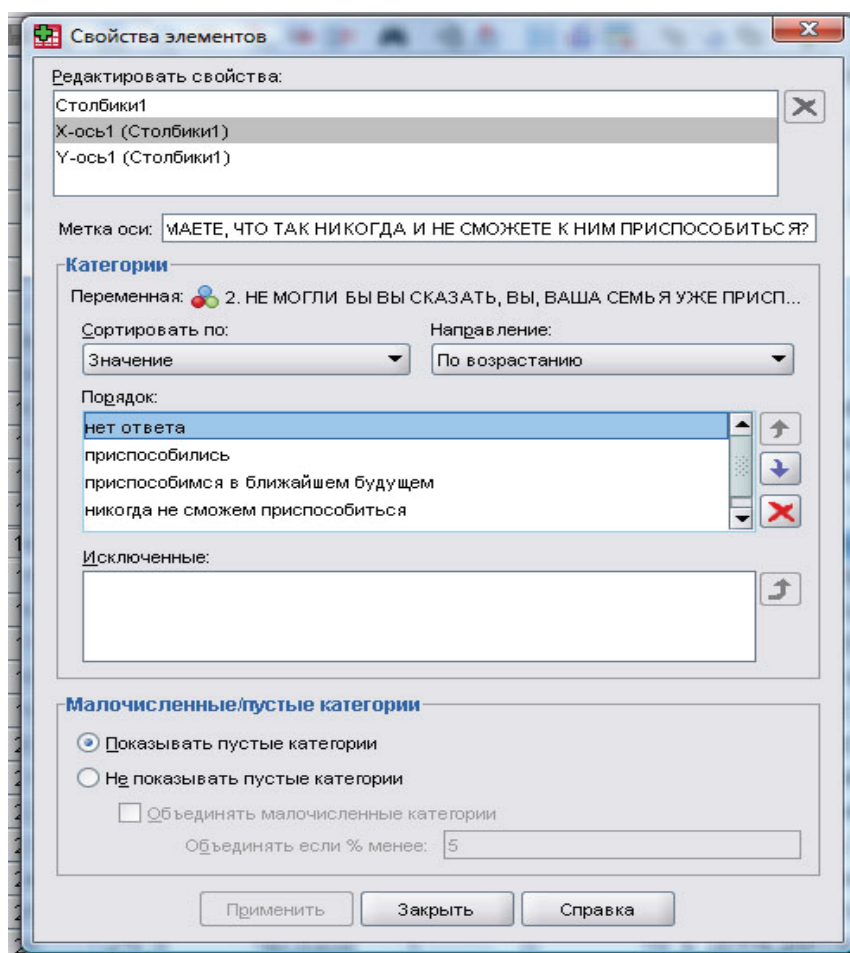 Свойства элементов
Редактировать свойства:
Столбики1
X-ось1 (Столбики1)
Y-ось1 (Столбики1)
Метка оси: МАЕТЕ, ЧТО ТАК НИКОГДА И НЕ СМОЖЕТЕ К НИМ ПРИСПОСОБИТЬСЯ?
Категории
Переменная: 2. НЕ МОГЛИ БЫ ВЫ СКАЗАТЬ, ВЫ, ВАША СЕМЬЯ УЖЕ ПРИСП...
Сортировать по: Направление:
Значение По возрастанию
Порядок:
нет ответа
приспособились
приспособимся в ближайшем будущем
никогда не сможем приспособиться
Исключенные:
Малочисленные/пустые категории
Показывать пустые категории
Не показывать пустые категории
Объединять малочисленные категории
Объединять если % менее: 5
Применить Закрыть Справка